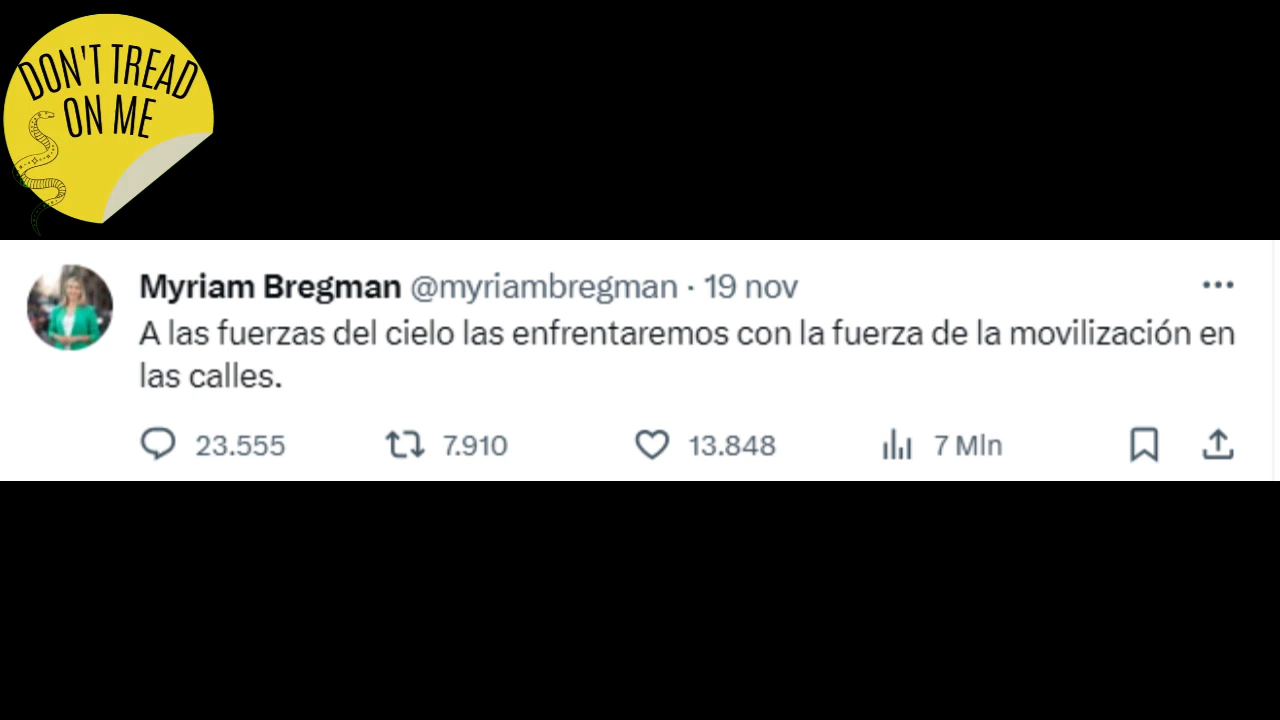 DON'T TREAD
ON ME
Myriam Bregman @myriambregman · 19 nov
A las fuerzas del cielo las enfrentaremos con la fuerza de la movilización en
las calles.
23.555 7.910 13.848 7 Mln